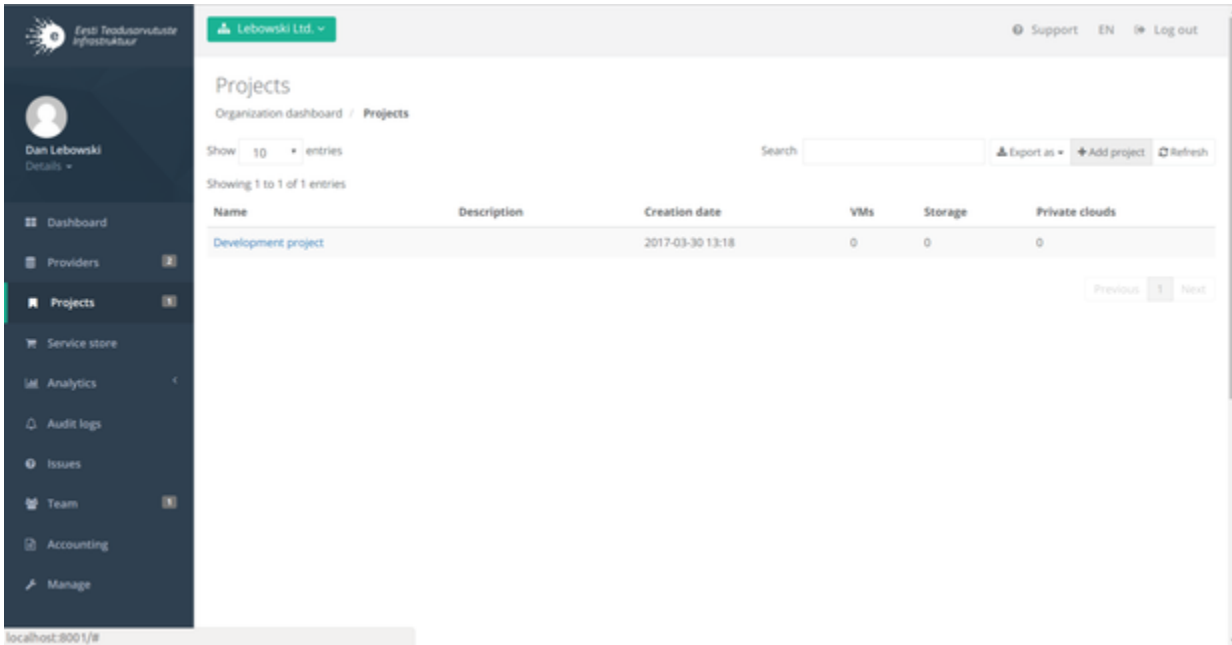 Eesti Teadusarvutuste
Infrastruktuur
Lebowski Ltd.
Support EN Log out
Dan Lebowski
Details
Projects
Organization dashboard / Projects
Show 10 entries Search Export as Add project Refresh
Showing 1 to 1 of 1 entries
Name Description Creation date VMs Storage Private clouds
Development project 2017-03-30 13:18 0 0 0
Previous 1 Next
Dashboard
Providers 2
Projects 1
Service store
Analytics
Audit logs
Issues
Team 1
Accounting
Manage
localhost:8001/#